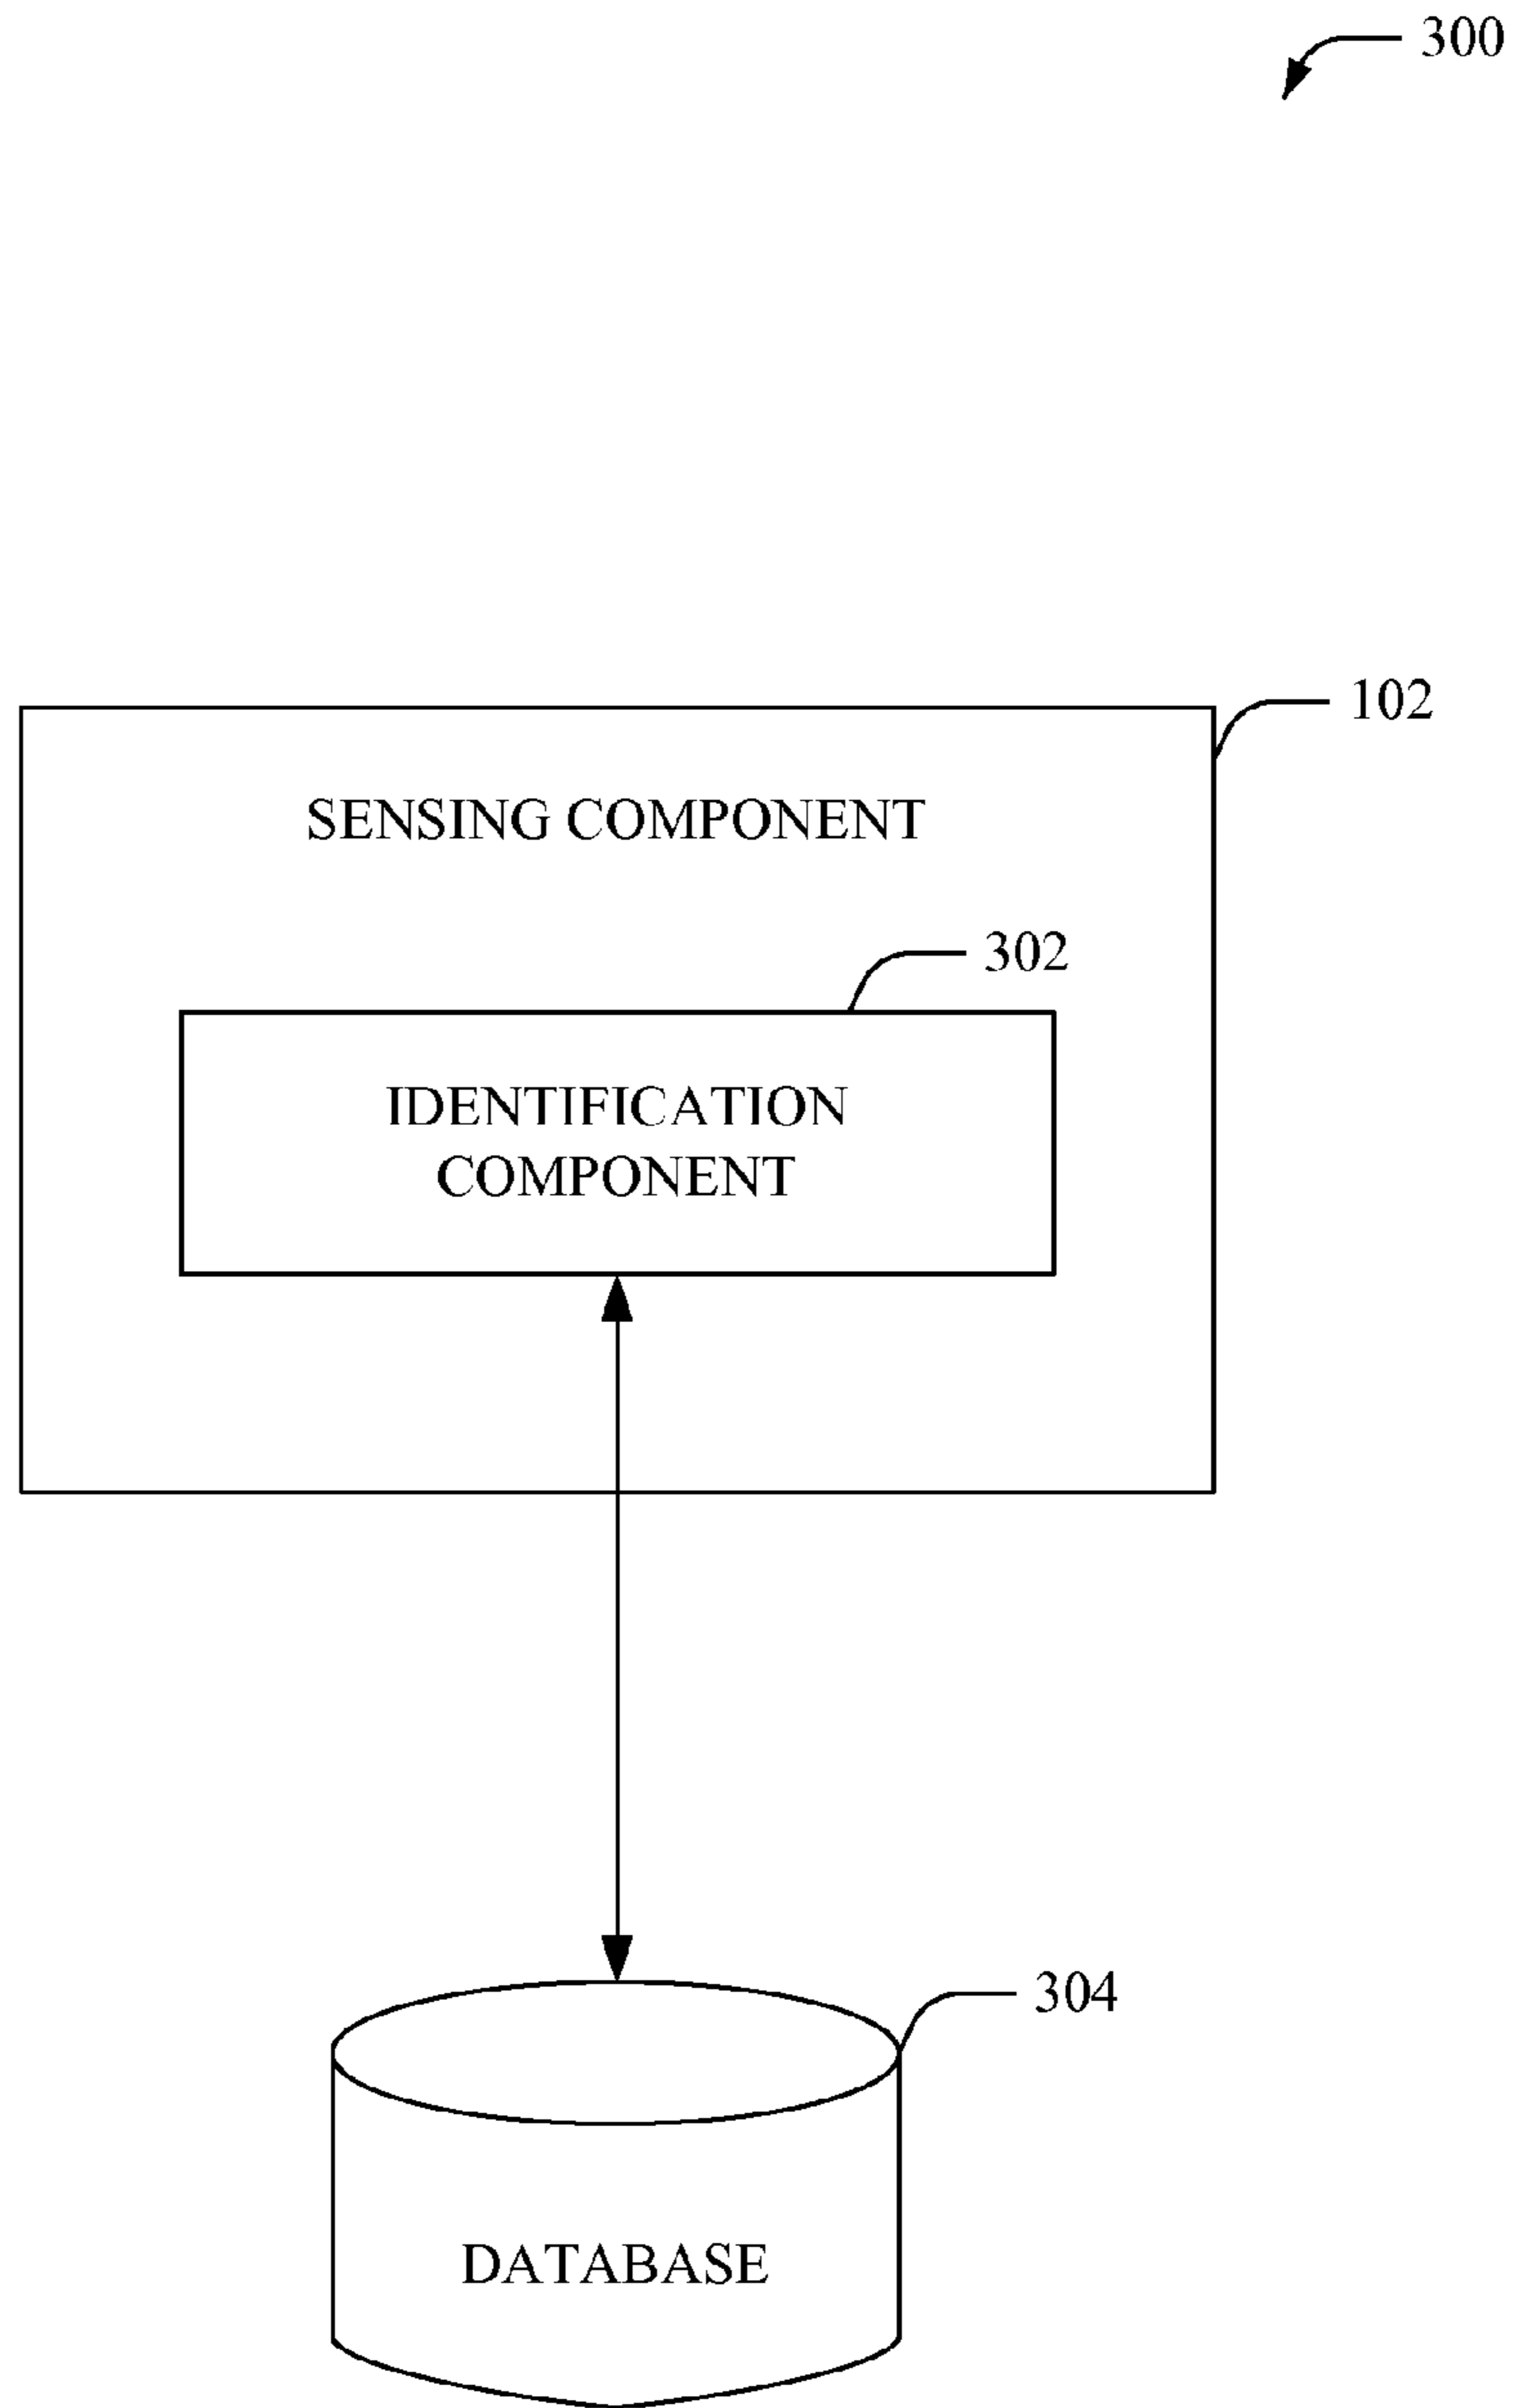 300
102
SENSING COMPONENT
302
IDENTIFICATION
COMPONENT
304
DATABASE